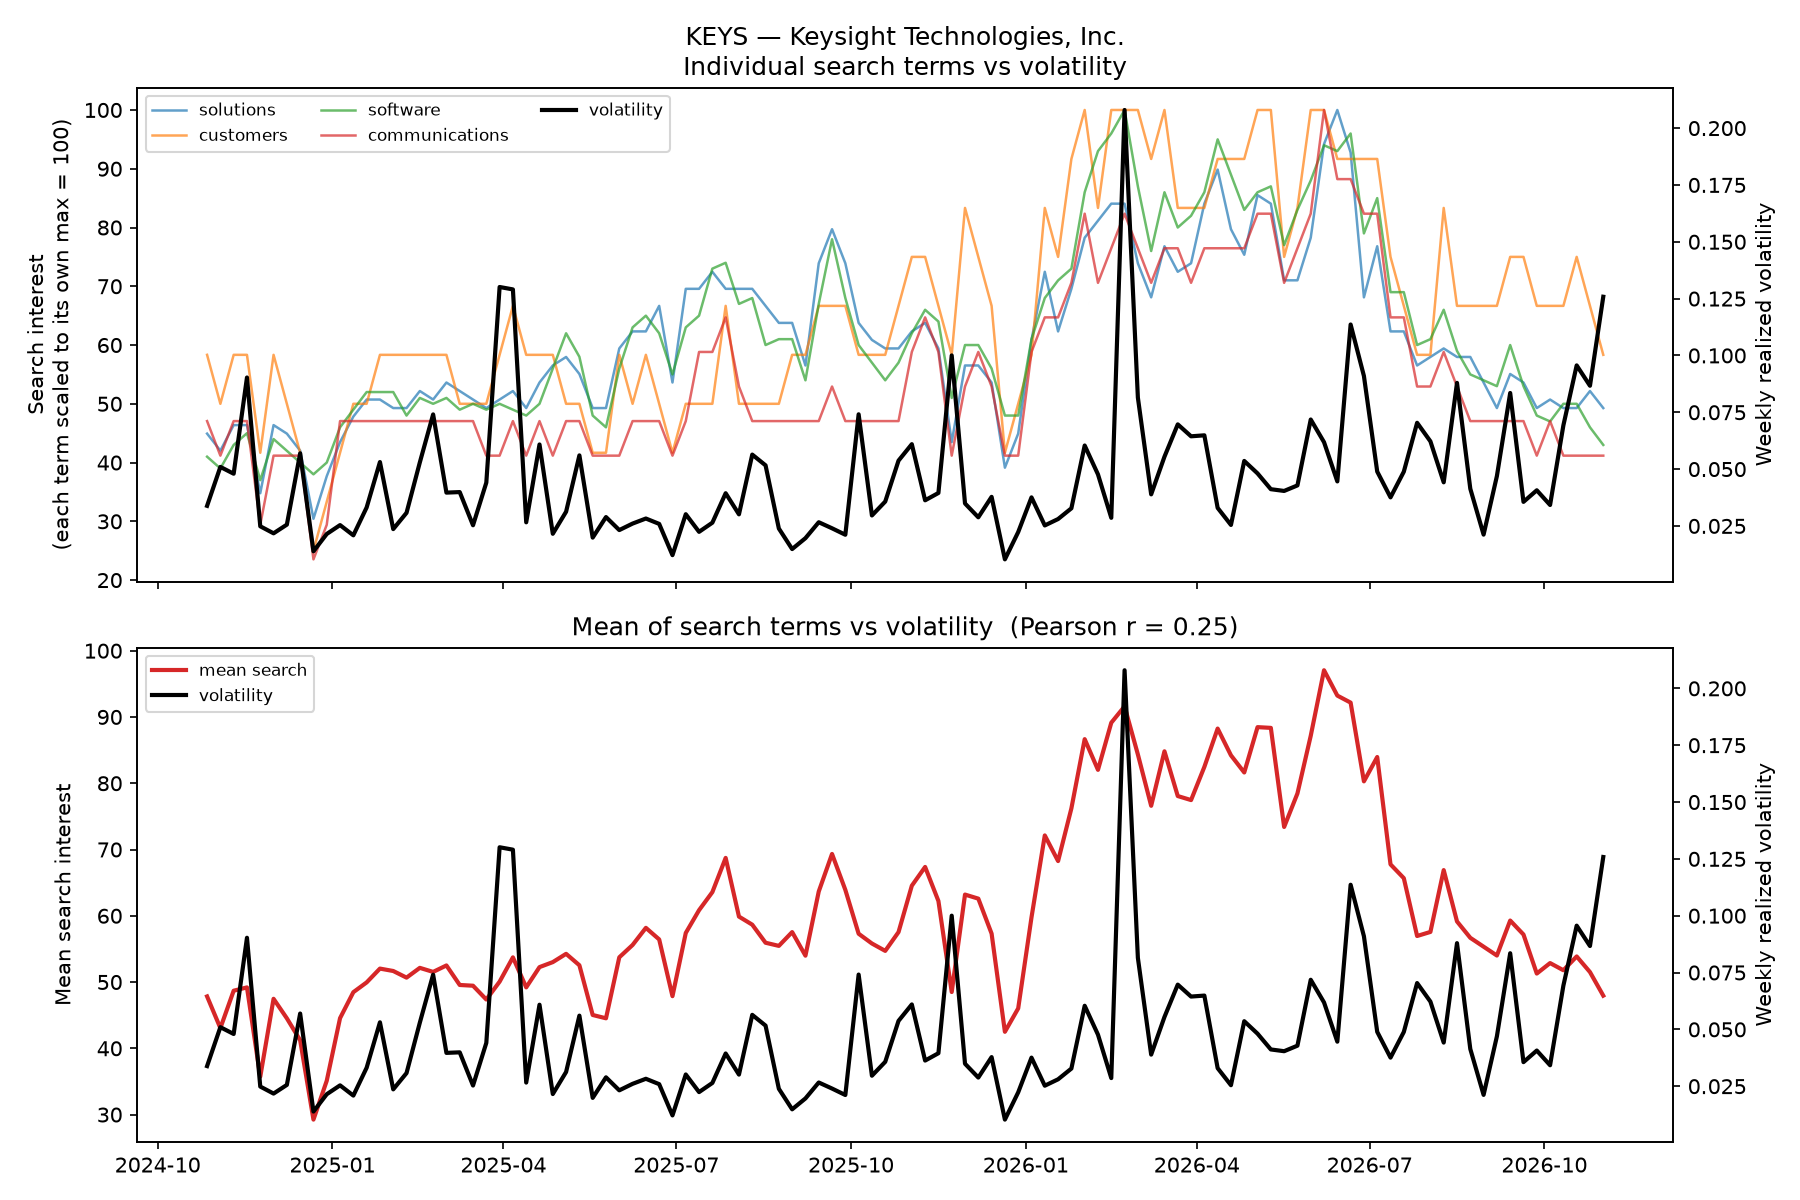 KEYS — Keysight Technologies, Inc.
Individual search terms vs volatility
solutions
customers
software
communications
volatility
Search interest
(each term scaled to its own max = 100)
100
90
80
70
60
50
40
30
20
0.200
0.175
0.150
0.125
0.100
0.075
0.050
0.025
Weekly realized volatility
Mean of search terms vs volatility (Pearson r = 0.25)
mean search
volatility
Mean search interest
100
90
80
70
60
50
40
30
0.200
0.175
0.150
0.125
0.100
0.075
0.050
0.025
Weekly realized volatility
2024-10
2025-01
2025-04
2025-07
2025-10
2026-01
2026-04
2026-07
2026-10